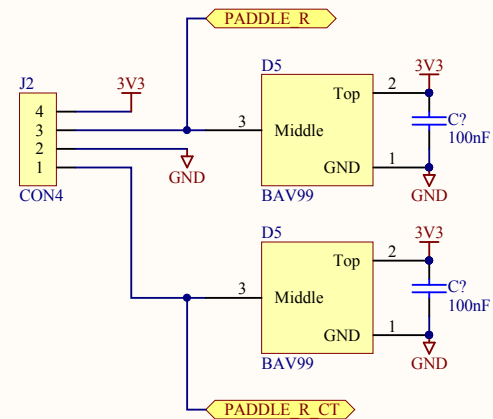 PADDLE_R
J2
3V3
4
3
2
1
GND
CON4
D5
3
Middle
Top
2
GND
1
BAV99
3V3
C?
100nF
GND
D5
3
Middle
Top
2
GND
1
BAV99
3V3
C?
100nF
GND
PADDLE_R_CT